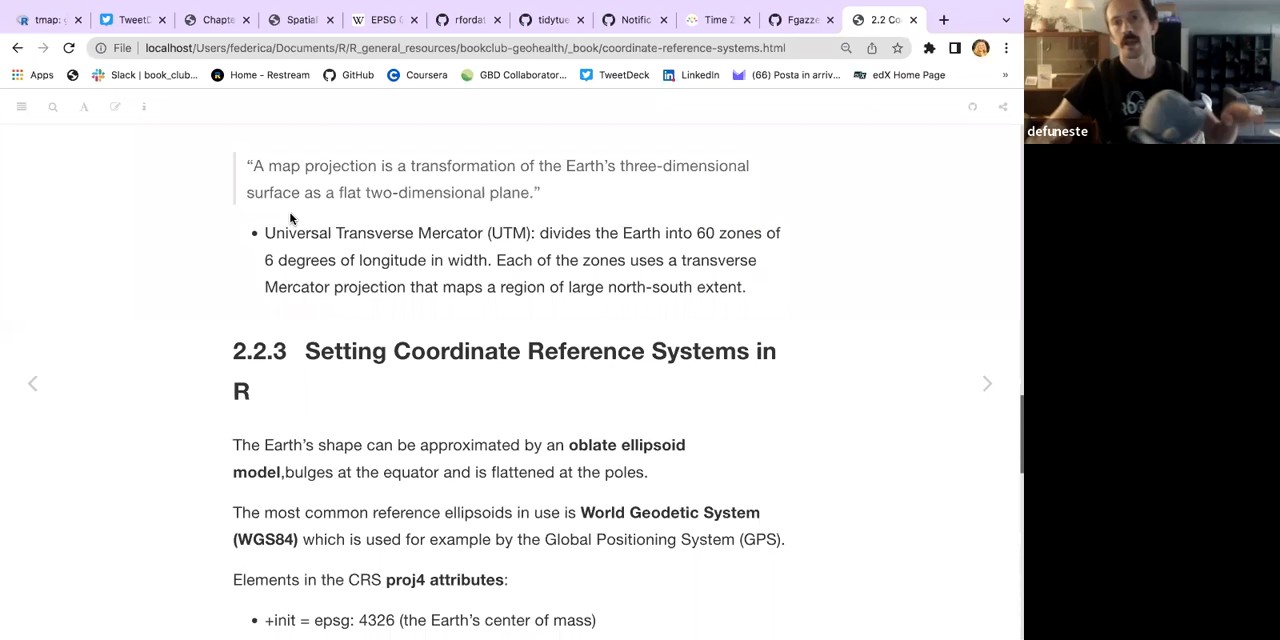 tmap: g
TweetD
Chapte
Spatial
EPSG G
rfordat
tidytue
Notific
Time Z
Fgazze
2.2 Co
File
localhost/Users/federica/Documents/R/R_general_resources/bookclub-geohealth/_book/coordinate-reference-systems.html
Apps
Slack | book_club...
Home - Restream
GitHub
Coursera
GBD Collaborator...
TweetDeck
LinkedIn
(66) Posta in arriv...
edX Home Page
»
defuneste
“A map projection is a transformation of the Earth’s three-dimensional
surface as a flat two-dimensional plane.”
• Universal Transverse Mercator (UTM): divides the Earth into 60 zones of
6 degrees of longitude in width. Each of the zones uses a transverse
Mercator projection that maps a region of large north-south extent.
2.2.3 Setting Coordinate Reference Systems in
R
The Earth’s shape can be approximated by an oblate ellipsoid
model,bulges at the equator and is flattened at the poles.
The most common reference ellipsoids in use is World Geodetic System
(WGS84) which is used for example by the Global Positioning System (GPS).
Elements in the CRS proj4 attributes:
• +init = epsg: 4326 (the Earth’s center of mass)